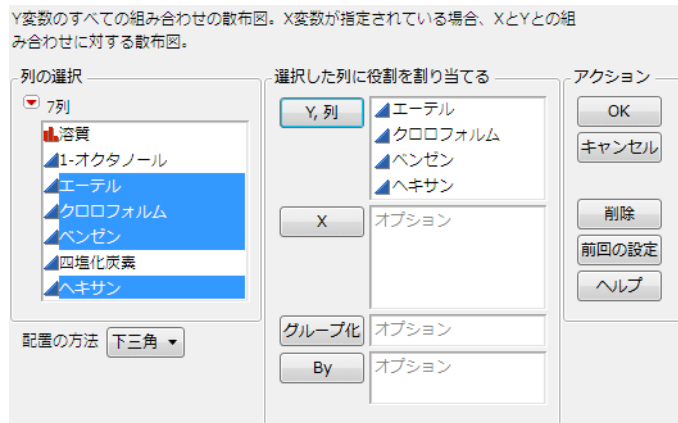 Y変数のすべての組み合わせの散布図。X変数が指定されている場合、XとYとの組
み合わせに対する散布図。
列の選択
7列
溶質
1-オクタノール
エーテル
クロロフォルム
ベンゼン
四塩化炭素
ヘキサン
配置の方法 下三角
選択した列に役割を割り当てる
Y, 列
エーテル
クロロフォルム
ベンゼン
ヘキサン
X オプション
グループ化 オプション
By オプション
アクション
OK
キャンセル
削除
前回の設定
ヘルプ